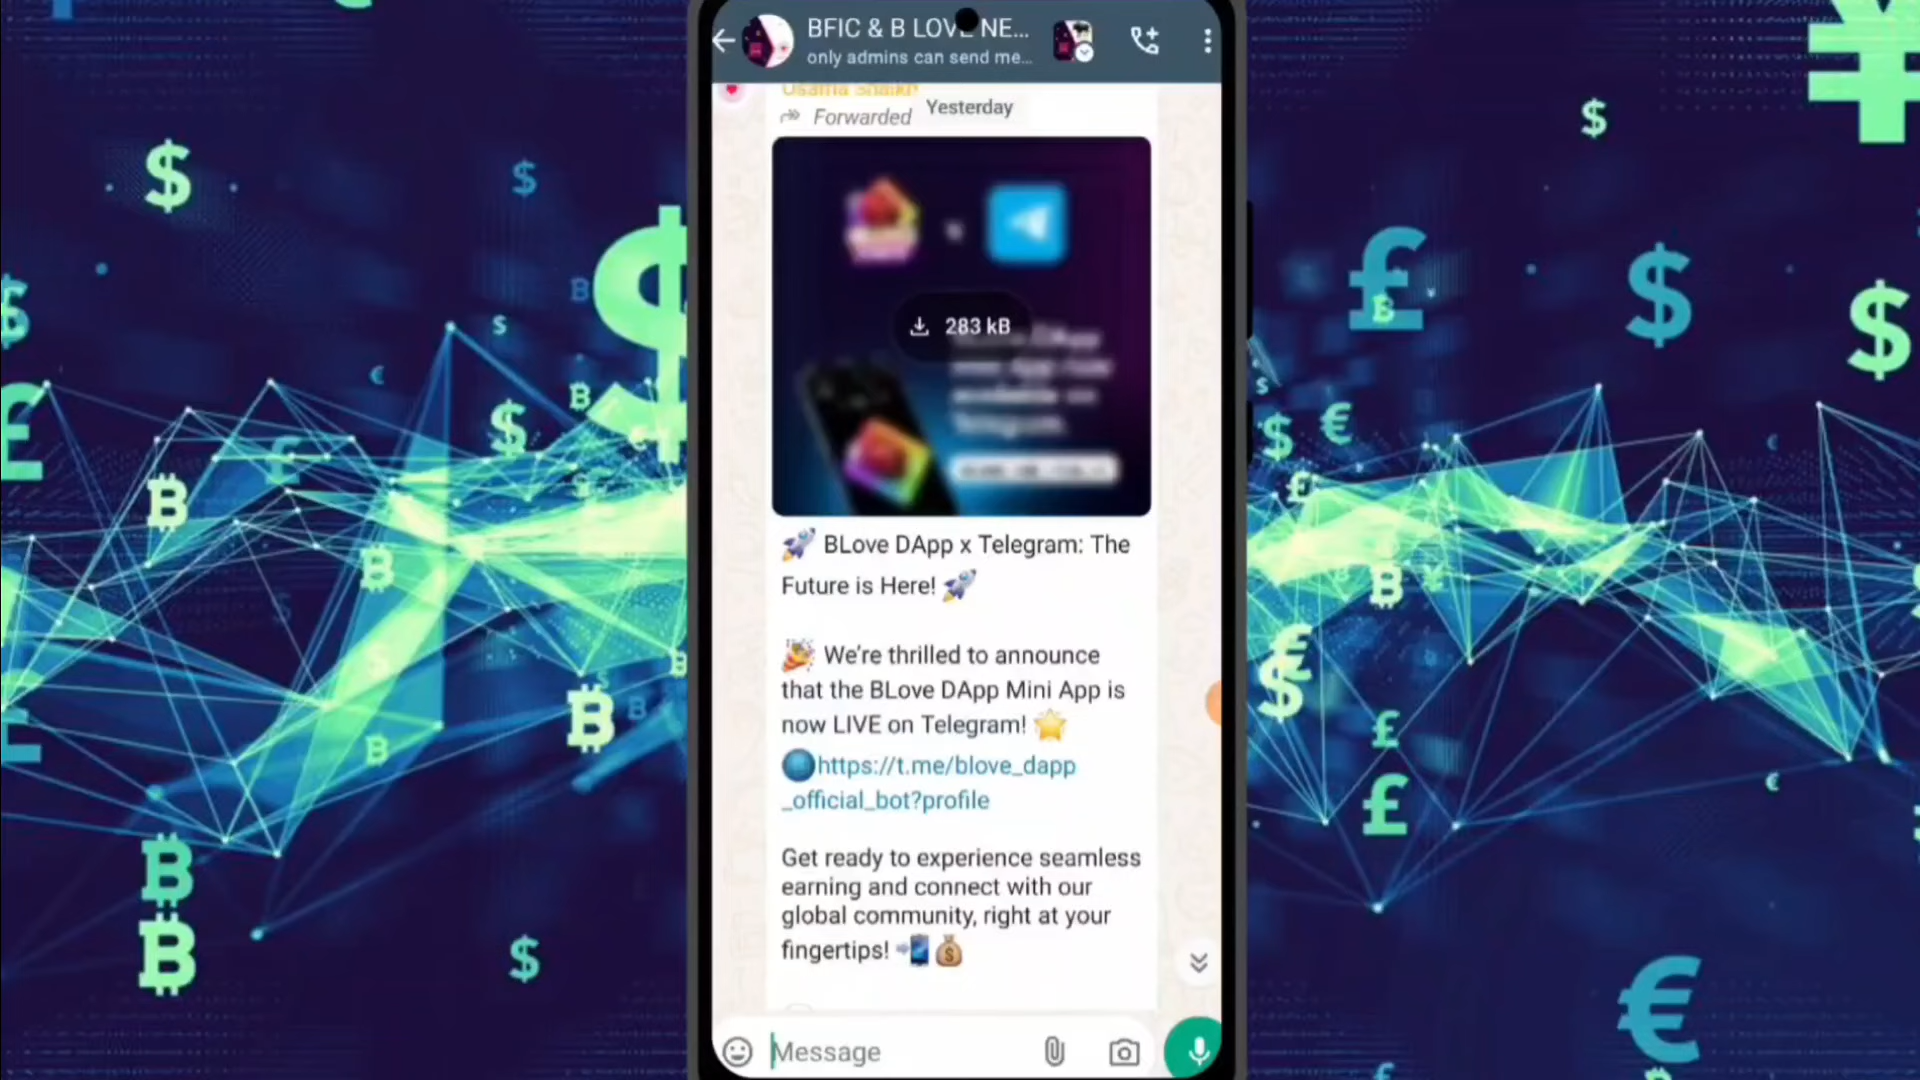 BFIC & B LOVE NE...
only admins can send me...
Usama Shaikh
Yesterday
Forwarded
283 kB
🚀 BLove DApp x Telegram: The
Future is Here! 🚀
🎉 We're thrilled to announce
that the BLove DApp Mini App is
now LIVE on Telegram! ⭐
🌐https://t.me/blove_dapp
_official_bot?profile
Get ready to experience seamless
earning and connect with our
global community, right at your
fingertips! 📲💰
Message